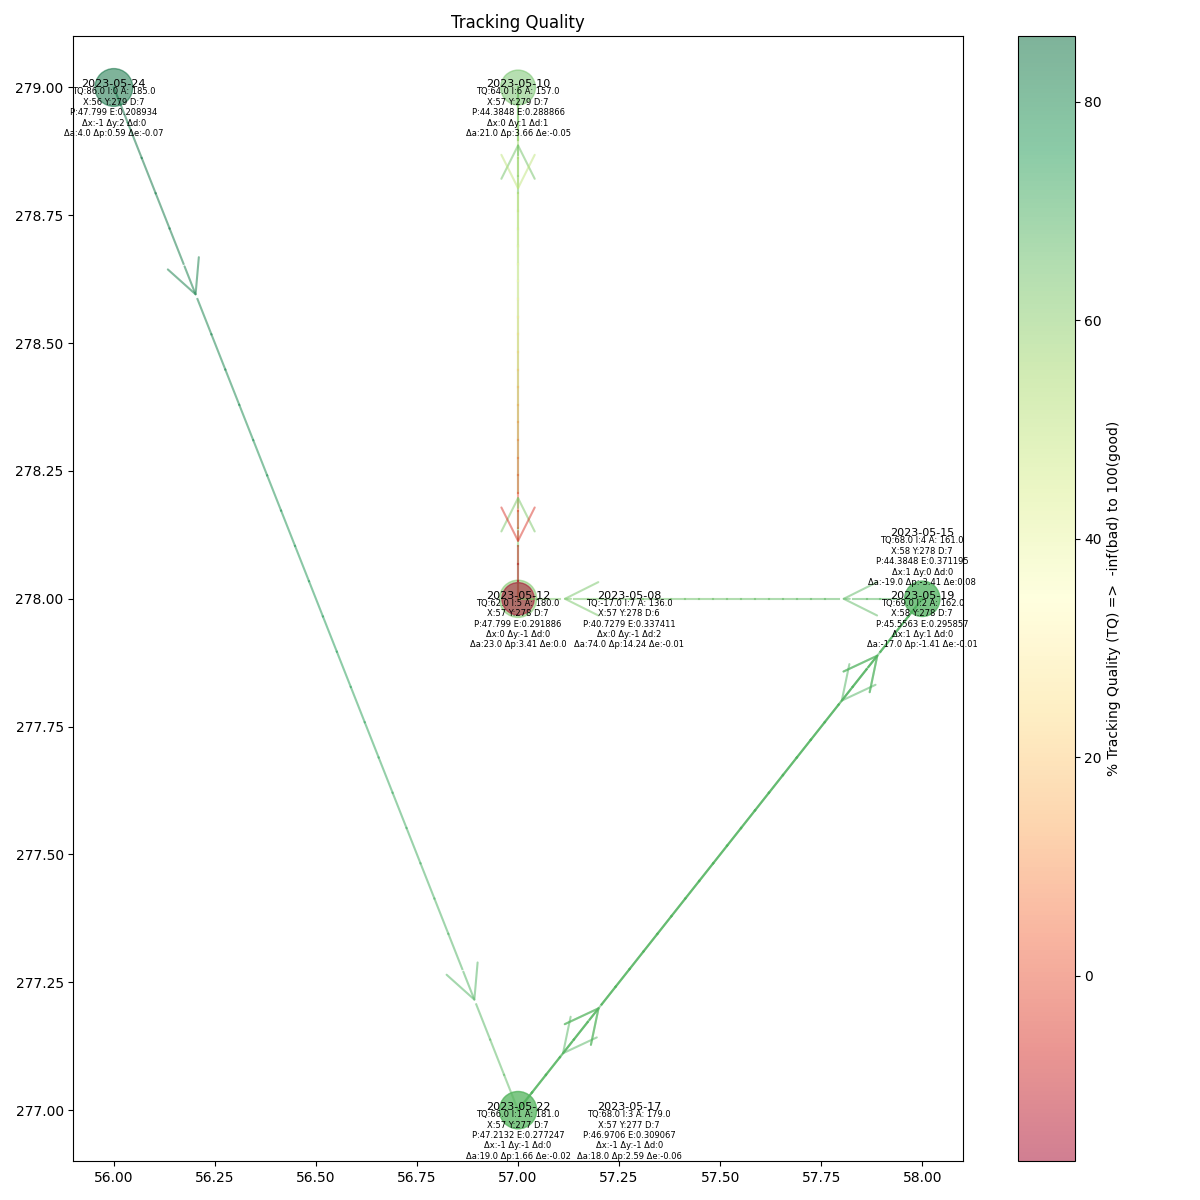 Tracking Quality
279.00
278.75
278.50
278.25
278.00
277.75
277.50
277.25
277.00
2023-05-24
TQ:86.0 I:0 A: 185.0
X:56 Y:279 D:7
P:47.799 E:0.208934
Δx:-1 Δy:2 Δd:0
Δa:4.0 Δp:0.59 Δe:-0.07
2023-05-10
TQ:64.0 I:6 A: 157.0
X:57 Y:279 D:7
P:44.3848 E:0.288866
Δx:0 Δy:1 Δd:1
Δa:21.0 Δp:3.66 Δe:-0.05
2023-05-15
TQ:68.0 I:4 A: 161.0
X:58 Y:278 D:7
P:44.3848 E:0.371195
Δx:1 Δy:0 Δd:0
Δa:-19.0 Δp:-3.41 Δe:0.08
2023-05-12
TQ:62.0 I:5 A: 180.0
X:57 Y:278 D:7
P:47.799 E:0.291886
Δx:0 Δy:-1 Δd:0
Δa:23.0 Δp:3.41 Δe:0.0
2023-05-08
TQ:-17.0 I:7 A: 136.0
X:57 Y:278 D:6
P:40.7279 E:0.337411
Δx:0 Δy:-1 Δd:2
Δa:74.0 Δp:14.24 Δe:-0.01
2023-05-19
TQ:69.0 I:2 A: 162.0
X:58 Y:278 D:7
P:45.5563 E:0.295857
Δx:1 Δy:1 Δd:0
Δa:-17.0 Δp:-1.41 Δe:-0.01
2023-05-22
TQ:66.0 I:1 A: 181.0
X:57 Y:277 D:7
P:47.2132 E:0.277247
Δx:-1 Δy:-1 Δd:0
Δa:19.0 Δp:1.66 Δe:-0.02
2023-05-17
TQ:68.0 I:3 A: 179.0
X:57 Y:277 D:7
P:46.9706 E:0.309067
Δx:-1 Δy:-1 Δd:0
Δa:18.0 Δp:2.59 Δe:-0.06
56.00 56.25 56.50 56.75 57.00 57.25 57.50 57.75 58.00
80
60
40
20
0
% Tracking Quality (TQ) =>  -inf(bad) to 100(good)